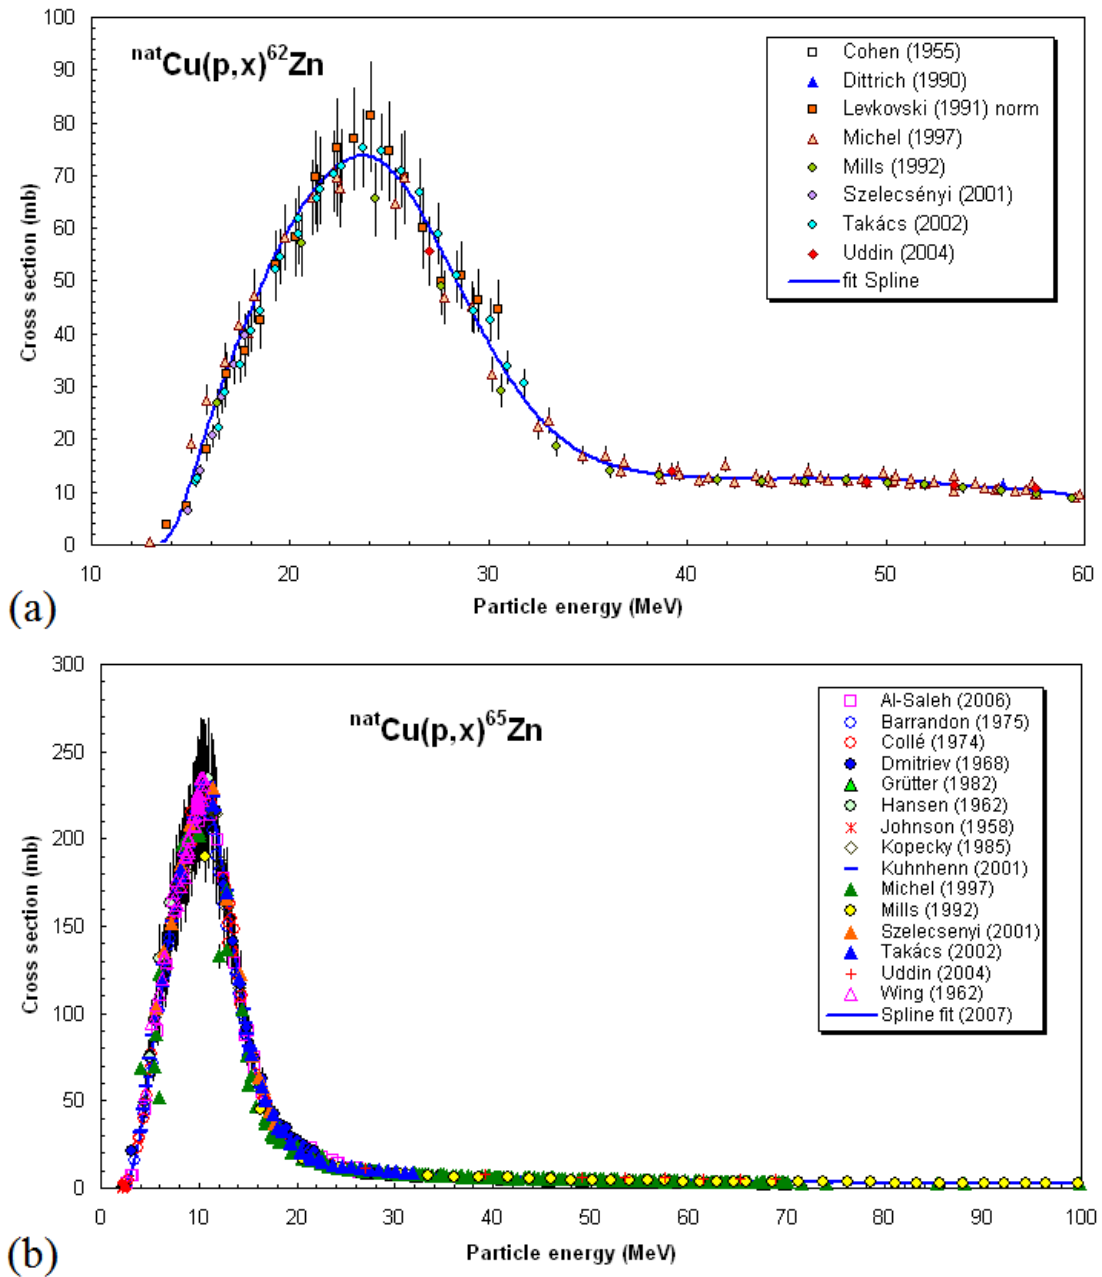 100
90
80
70
60
50
40
30
20
10
0
Cross section (mb)
natCu(p,x)62Zn
Cohen (1955)
Dittrich (1990)
Levkovski (1991) norm
Michel (1997)
Mills (1992)
Szelecsényi (2001)
Takács (2002)
Uddin (2004)
fit Spline
10 20 30 40 50 60
Particle energy (MeV)
(a)
300
250
200
150
100
50
0
Cross section (mb)
natCu(p,x)65Zn
Al-Saleh (2006)
Barrandon (1975)
Collé (1974)
Dmitriev (1968)
Grütter (1982)
Hansen (1962)
Johnson (1958)
Kopecky (1985)
Kuhnhenn (2001)
Michel (1997)
Mills (1992)
Szelecsenyi (2001)
Takács (2002)
Uddin (2004)
Wing (1962)
Spline fit (2007)
0 10 20 30 40 50 60 70 80 90 100
Particle energy (MeV)
(b)